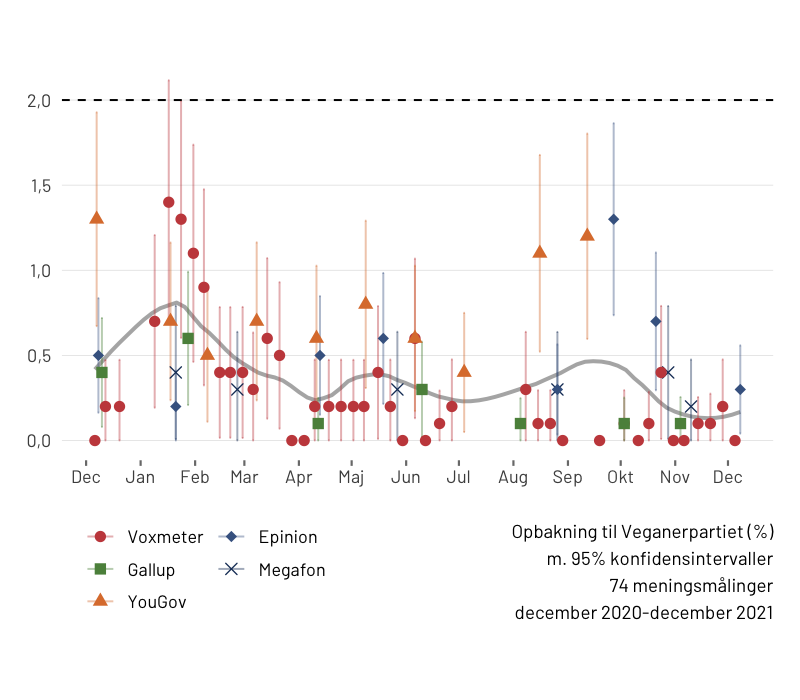 2,0
1,5
1,0
0,5
0,0
Dec Jan Feb Mar Apr Maj Jun Jul Aug Sep Okt Nov Dec
Voxmeter
Epinion
Gallup
Megafon
YouGov
Opbakning til Veganerpartiet (%)
m. 95% konfidensintervaller
74 meningsmålinger
december 2020-december 2021